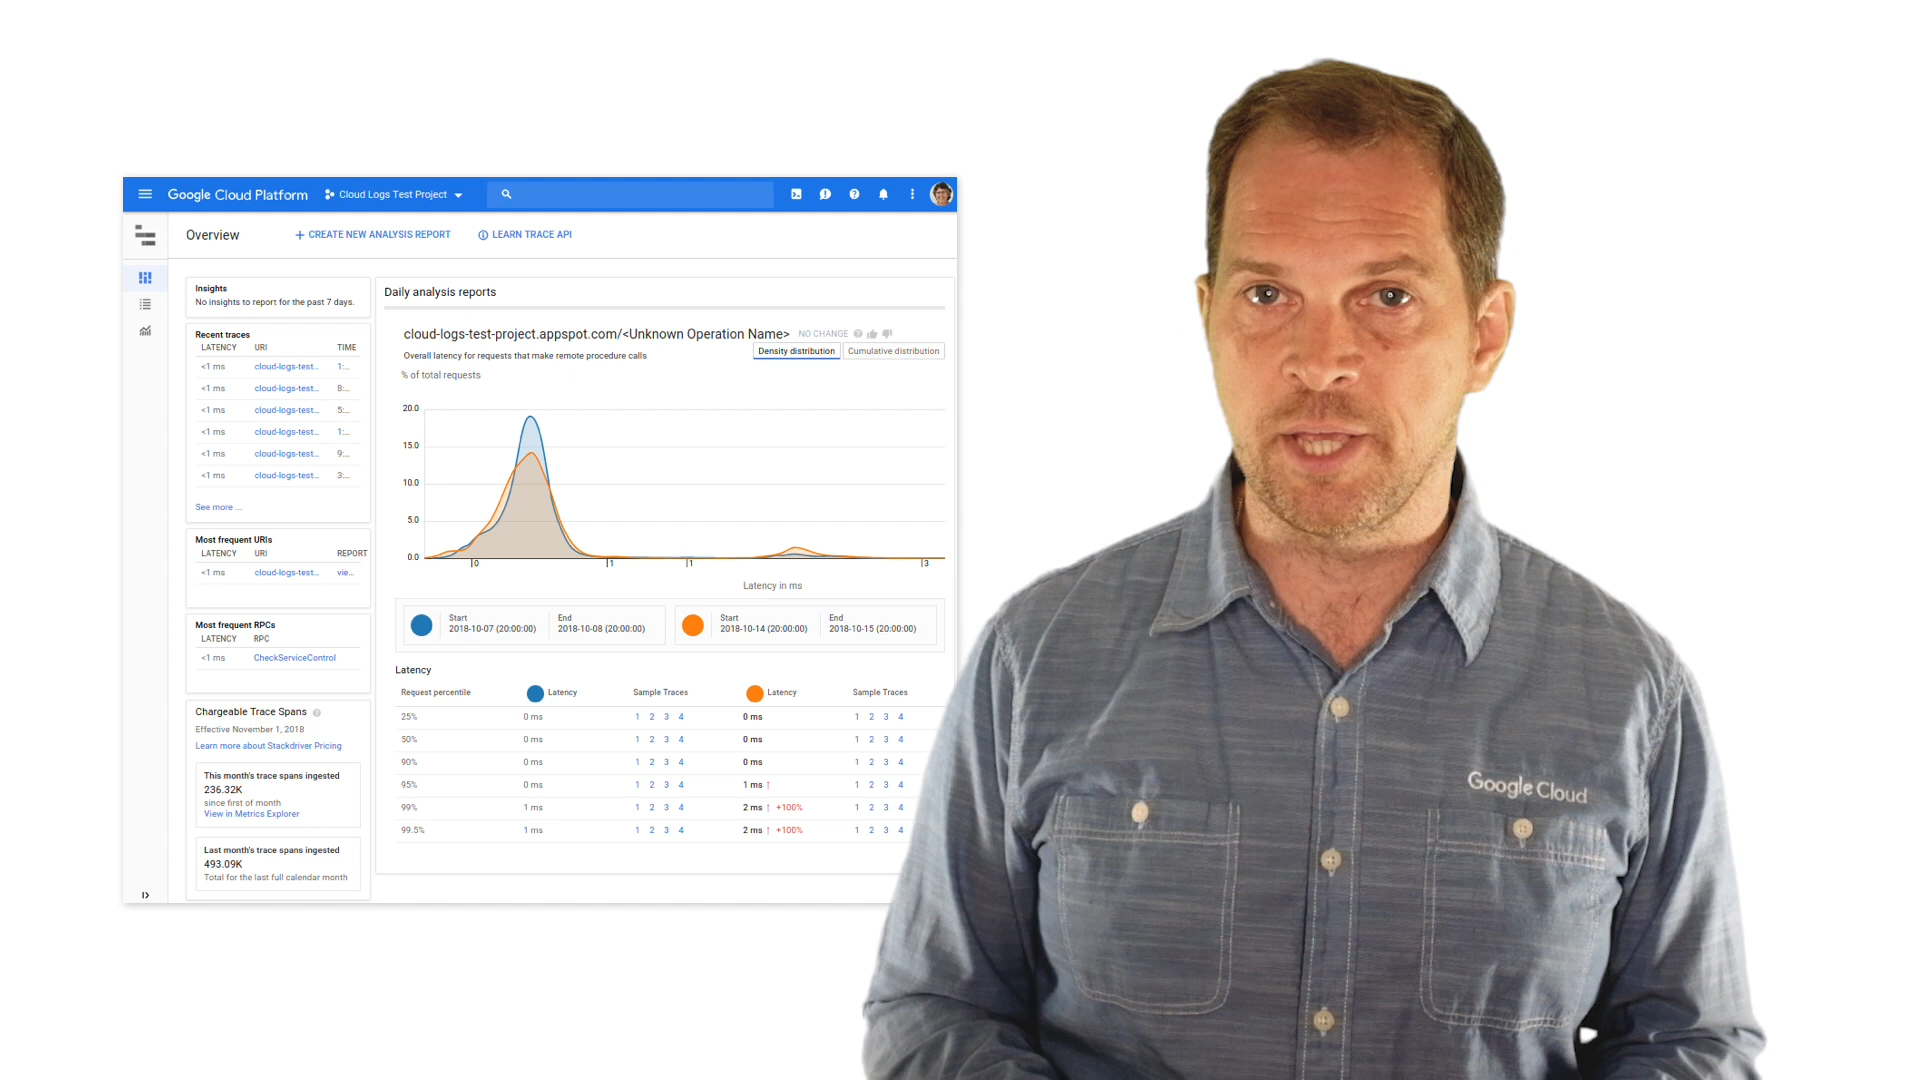 Google Cloud Platform Cloud Logs Test Project
Overview + CREATE NEW ANALYSIS REPORT LEARN TRACE API
Insights
No insights to report for the past 7 days.
Recent traces
LATENCY URI TIME
<1 ms cloud-logs-test... 1:...
<1 ms cloud-logs-test... 8:...
<1 ms cloud-logs-test... 5:...
<1 ms cloud-logs-test... 1:...
<1 ms cloud-logs-test... 9:...
<1 ms cloud-logs-test... 3:...
See more ...
Most frequent URIs
LATENCY URI REPORT
<1 ms cloud-logs-test... vie...
Most frequent RPCs
LATENCY RPC
<1 ms CheckServiceControl
Chargeable Trace Spans
Effective November 1, 2018
Learn more about Stackdriver Pricing
This month's trace spans ingested
236.32K
since first of month
View in Metrics Explorer
Last month's trace spans ingested
493.09K
Total for the last full calendar month
Daily analysis reports
cloud-logs-test-project.appspot.com/<Unknown Operation Name> NO CHANGE
Overall latency for requests that make remote procedure calls
Density distribution Cumulative distribution
% of total requests
20.0
15.0
10.0
5.0
0.0
0 1 1 3
Latency in ms
Start End Start End
2018-10-07 (20:00:00) 2018-10-08 (20:00:00) 2018-10-14 (20:00:00) 2018-10-15 (20:00:00)
Latency
Request percentile Latency Sample Traces Latency Sample Traces
25% 0 ms 1 2 3 4 0 ms 1 2 3 4
50% 0 ms 1 2 3 4 0 ms 1 2 3 4
90% 0 ms 1 2 3 4 0 ms 1 2 3 4
95% 0 ms 1 2 3 4 1 ms ↑ 1 2 3 4
99% 1 ms 1 2 3 4 2 ms ↑ +100% 1 2 3 4
99.5% 1 ms 1 2 3 4 2 ms ↑ +100% 1 2 3 4
Google Cloud